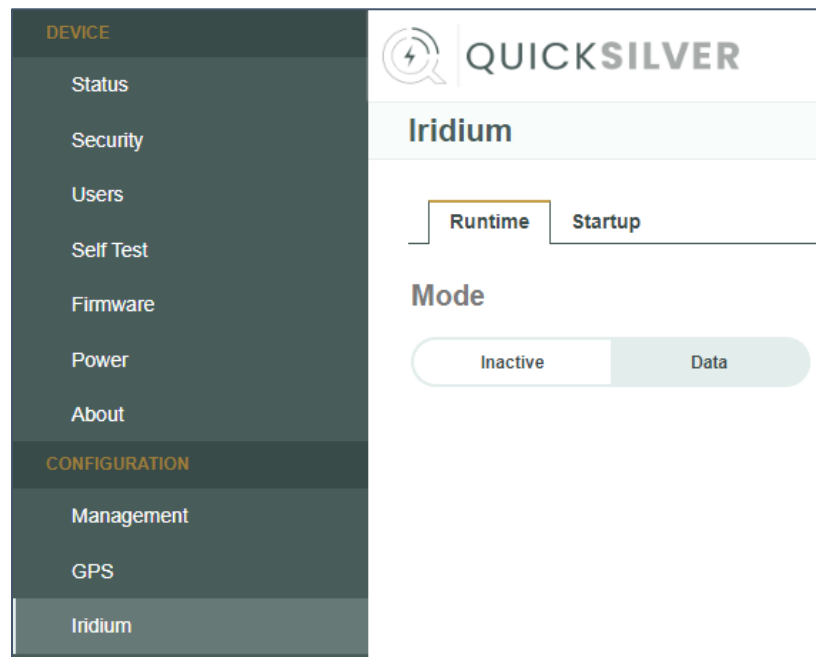 DEVICE
Status
Security
Users
Self Test
Firmware
Power
About
CONFIGURATION
Management
GPS
Iridium
QUICKSILVER
Iridium
Runtime Startup
Mode
Inactive Data